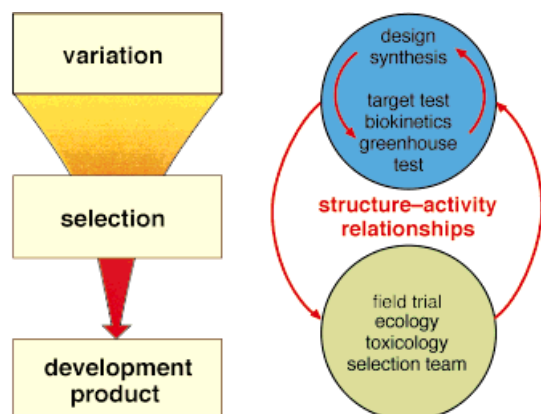 variation
selection
development
product
design
synthesis
target test
biokinetics
greenhouse
test
structure–activity
relationships
field trial
ecology
toxicology
selection team